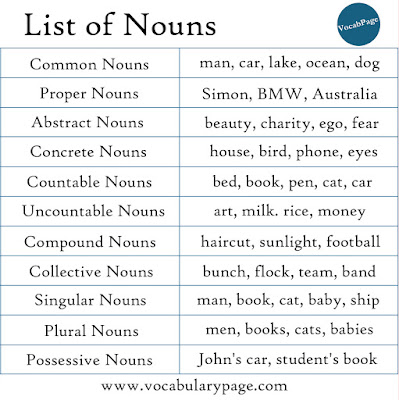 List of Nouns
VocabPage
Common Nouns man, car, lake, ocean, dog
Proper Nouns Simon, BMW, Australia
Abstract Nouns beauty, charity, ego, fear
Concrete Nouns house, bird, phone, eyes
Countable Nouns bed, book, pen, cat, car
Uncountable Nouns art, milk. rice, money
Compound Nouns haircut, sunlight, football
Collective Nouns bunch, flock, team, band
Singular Nouns man, book, cat, baby, ship
Plural Nouns men, books, cats, babies
Possessive Nouns John's car, student's book
www.vocabularypage.com